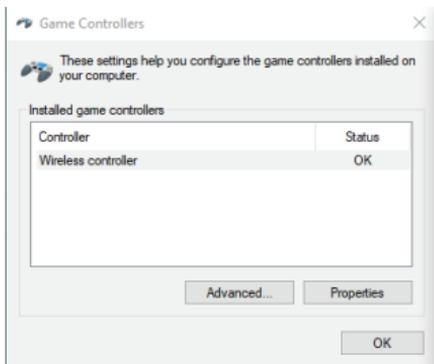 Game Controllers
These settings help you configure the game controllers installed on
your computer.
Installed game controllers
Controller Status
Wireless controller OK
Advanced... Properties
OK